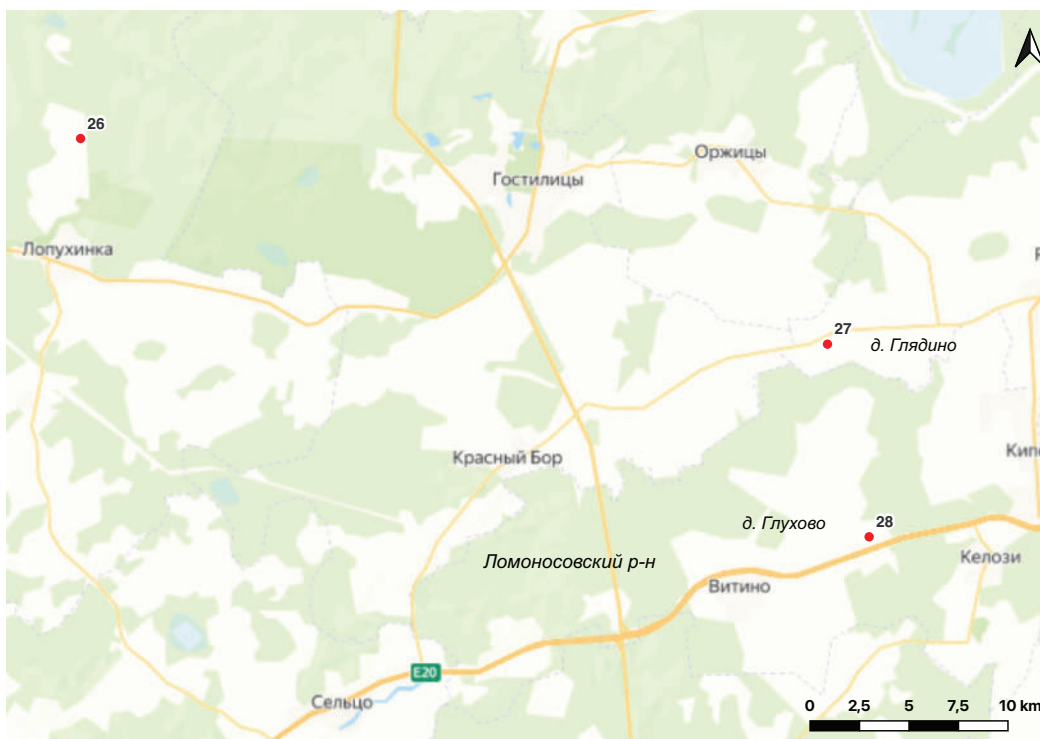 26
Оржицы
Гостилицы
Лопухинка
27
д. Глядино
Красный Бор
Кипе
28
д. Глухово
Ломоносовский р-н
Келози
Витино
E20
Сельцо
0 2,5 5 7,5 10 km